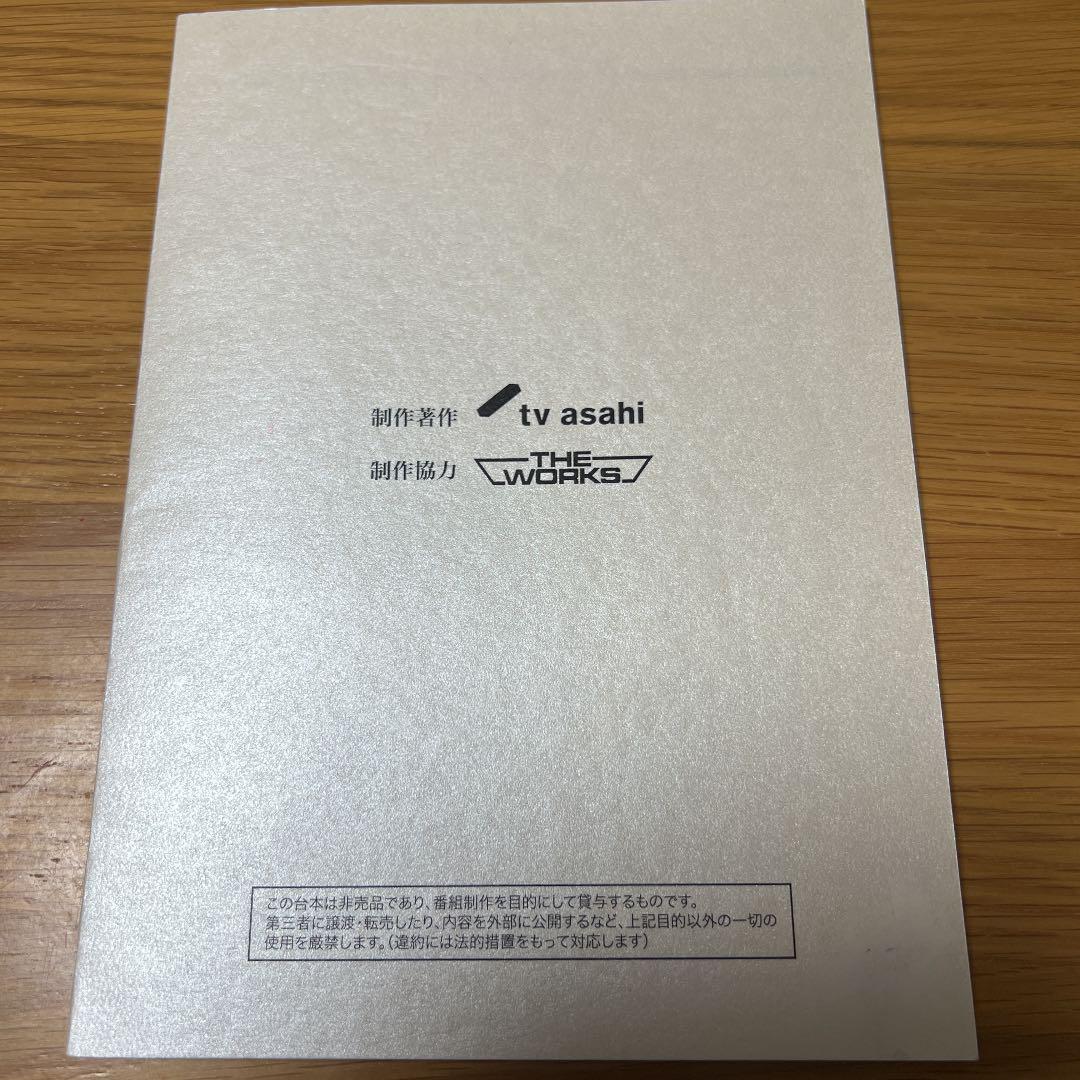 制作著作 tv asahi
制作協力 THE WORKS
この台本は非売品であり、番組制作を目的にして貸与するものです。
第三者に譲渡・転売したり、内容を外部に公開するなど、上記目的以外の一切の
使用を厳禁します。(違約には法的措置をもって対応します)